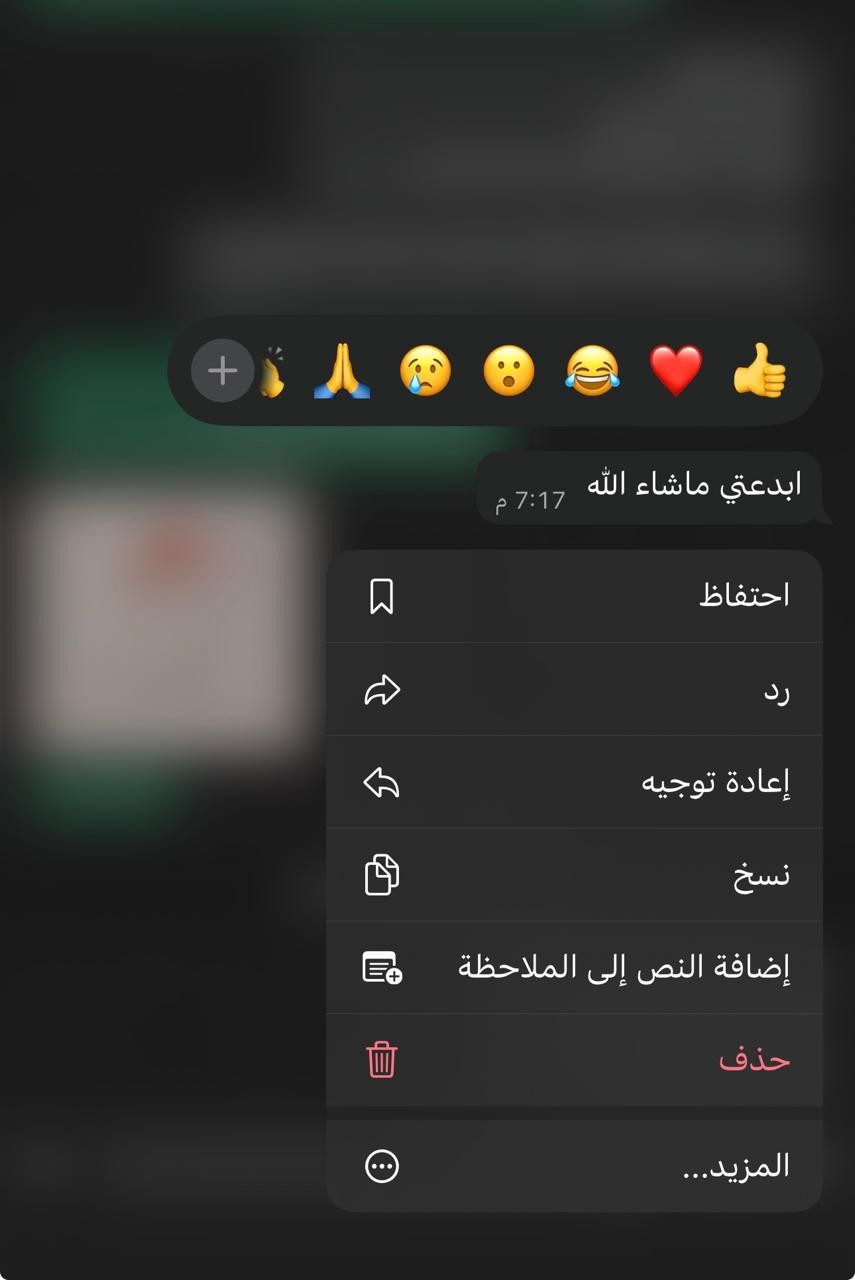 ابدعتي ماشاء الله
7:17 م
احتفاظ
رد
إعادة توجيه
نسخ
إضافة النص إلى الملاحظة
حذف
المزيد...